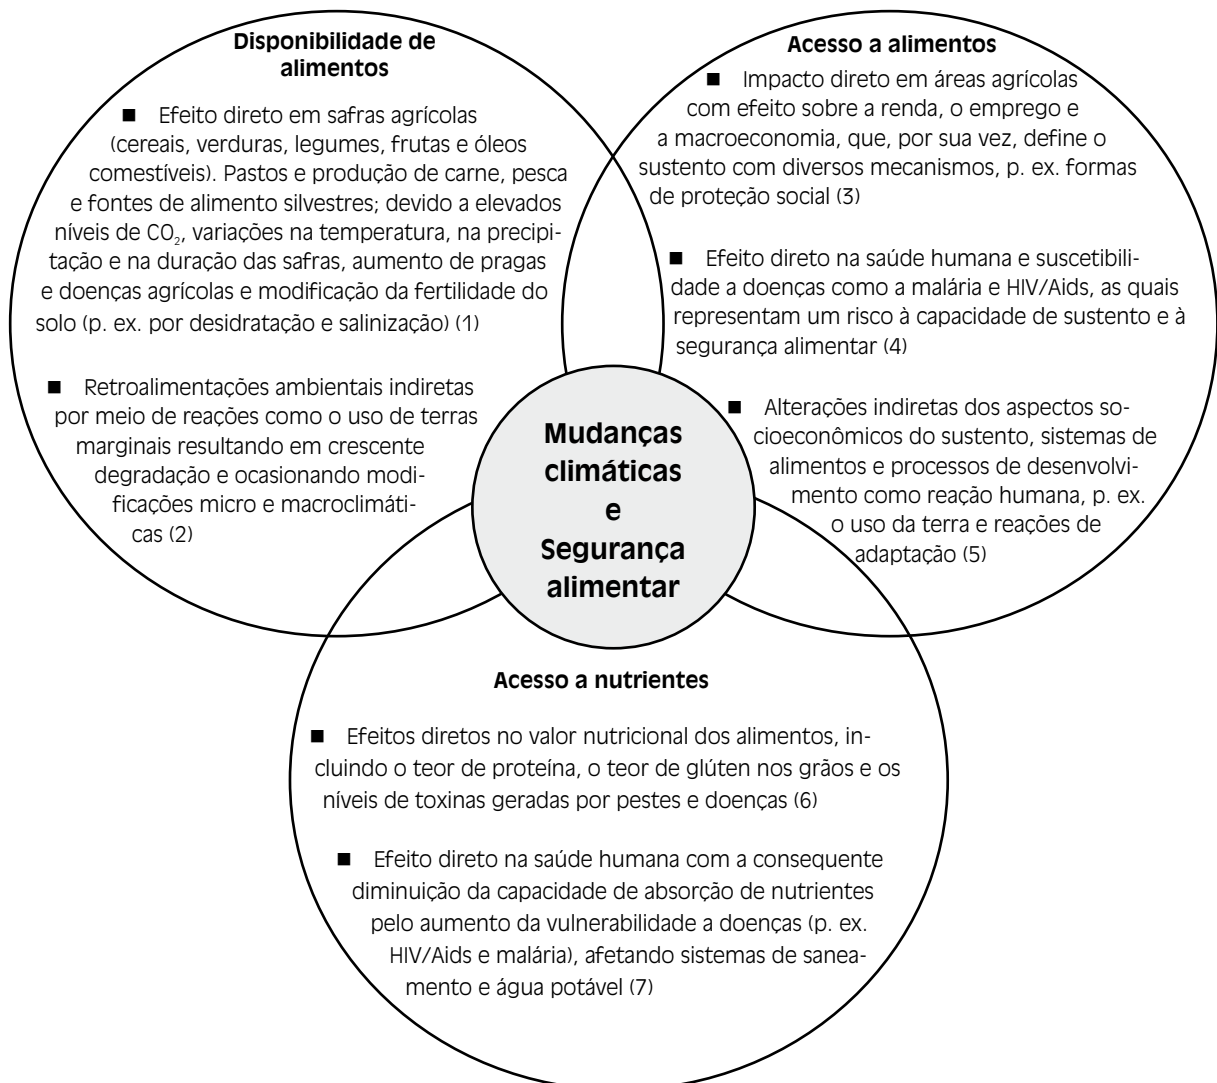 Disponibilidade de
alimentos
■ Efeito direto em safras agrícolas
(cereais, verduras, legumes, frutas e óleos
comestíveis). Pastos e produção de carne, pesca
e fontes de alimento silvestres; devido a elevados
níveis de CO₂, variações na temperatura, na precipi-
tação e na duração das safras, aumento de pragas
e doenças agrícolas e modificação da fertilidade do
solo (p. ex. por desidratação e salinização) (1)
■ Retroalimentações ambientais indiretas
por meio de reações como o uso de terras
marginais resultando em crescente
degradação e ocasionando modi-
ficações micro e macroclimáti-
cas (2)
Acesso a alimentos
■ Impacto direto em áreas agrícolas
com efeito sobre a renda, o emprego e
a macroeconomia, que, por sua vez, define o
sustento com diversos mecanismos, p. ex. formas
de proteção social (3)
■ Efeito direto na saúde humana e suscetibili-
dade a doenças como a malária e HIV/Aids, as quais
representam um risco à capacidade de sustento e à
segurança alimentar (4)
■ Alterações indiretas dos aspectos so-
cioeconômicos do sustento, sistemas de
alimentos e processos de desenvolvi-
mento como reação humana, p. ex.
o uso da terra e reações de
adaptação (5)
Mudanças
climáticas
e
Segurança
alimentar
Acesso a nutrientes
■ Efeitos diretos no valor nutricional dos alimentos, in-
cluindo o teor de proteína, o teor de glúten nos grãos e os
níveis de toxinas geradas por pestes e doenças (6)
■ Efeito direto na saúde humana com a consequente
diminuição da capacidade de absorção de nutrientes
pelo aumento da vulnerabilidade a doenças (p. ex.
HIV/Aids e malária), afetando sistemas de sanea-
mento e água potável (7)